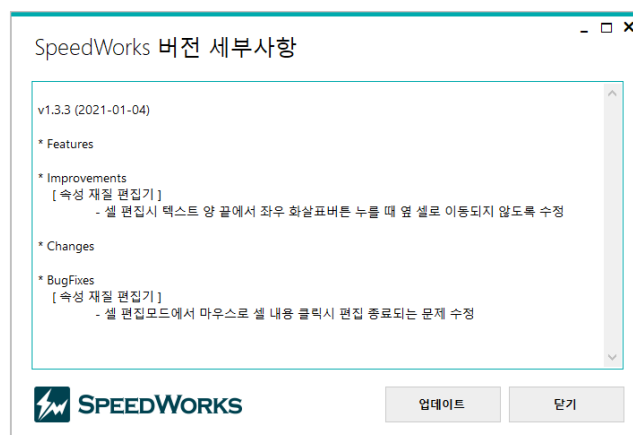 SpeedWorks 버전 세부사항
v1.3.3 (2021-01-04)
* Features
* Improvements
[ 속성 재질 편집기 ]
- 셀 편집시 텍스트 양 끝에서 좌우 화살표버튼 누를 때 옆 셀로 이동되지 않도록 수정
* Changes
* BugFixes
[ 속성 재질 편집기 ]
- 셀 편집모드에서 마우스로 셀 내용 클릭시 편집 종료되는 문제 수정
SPEEDWORKS
업데이트
닫기